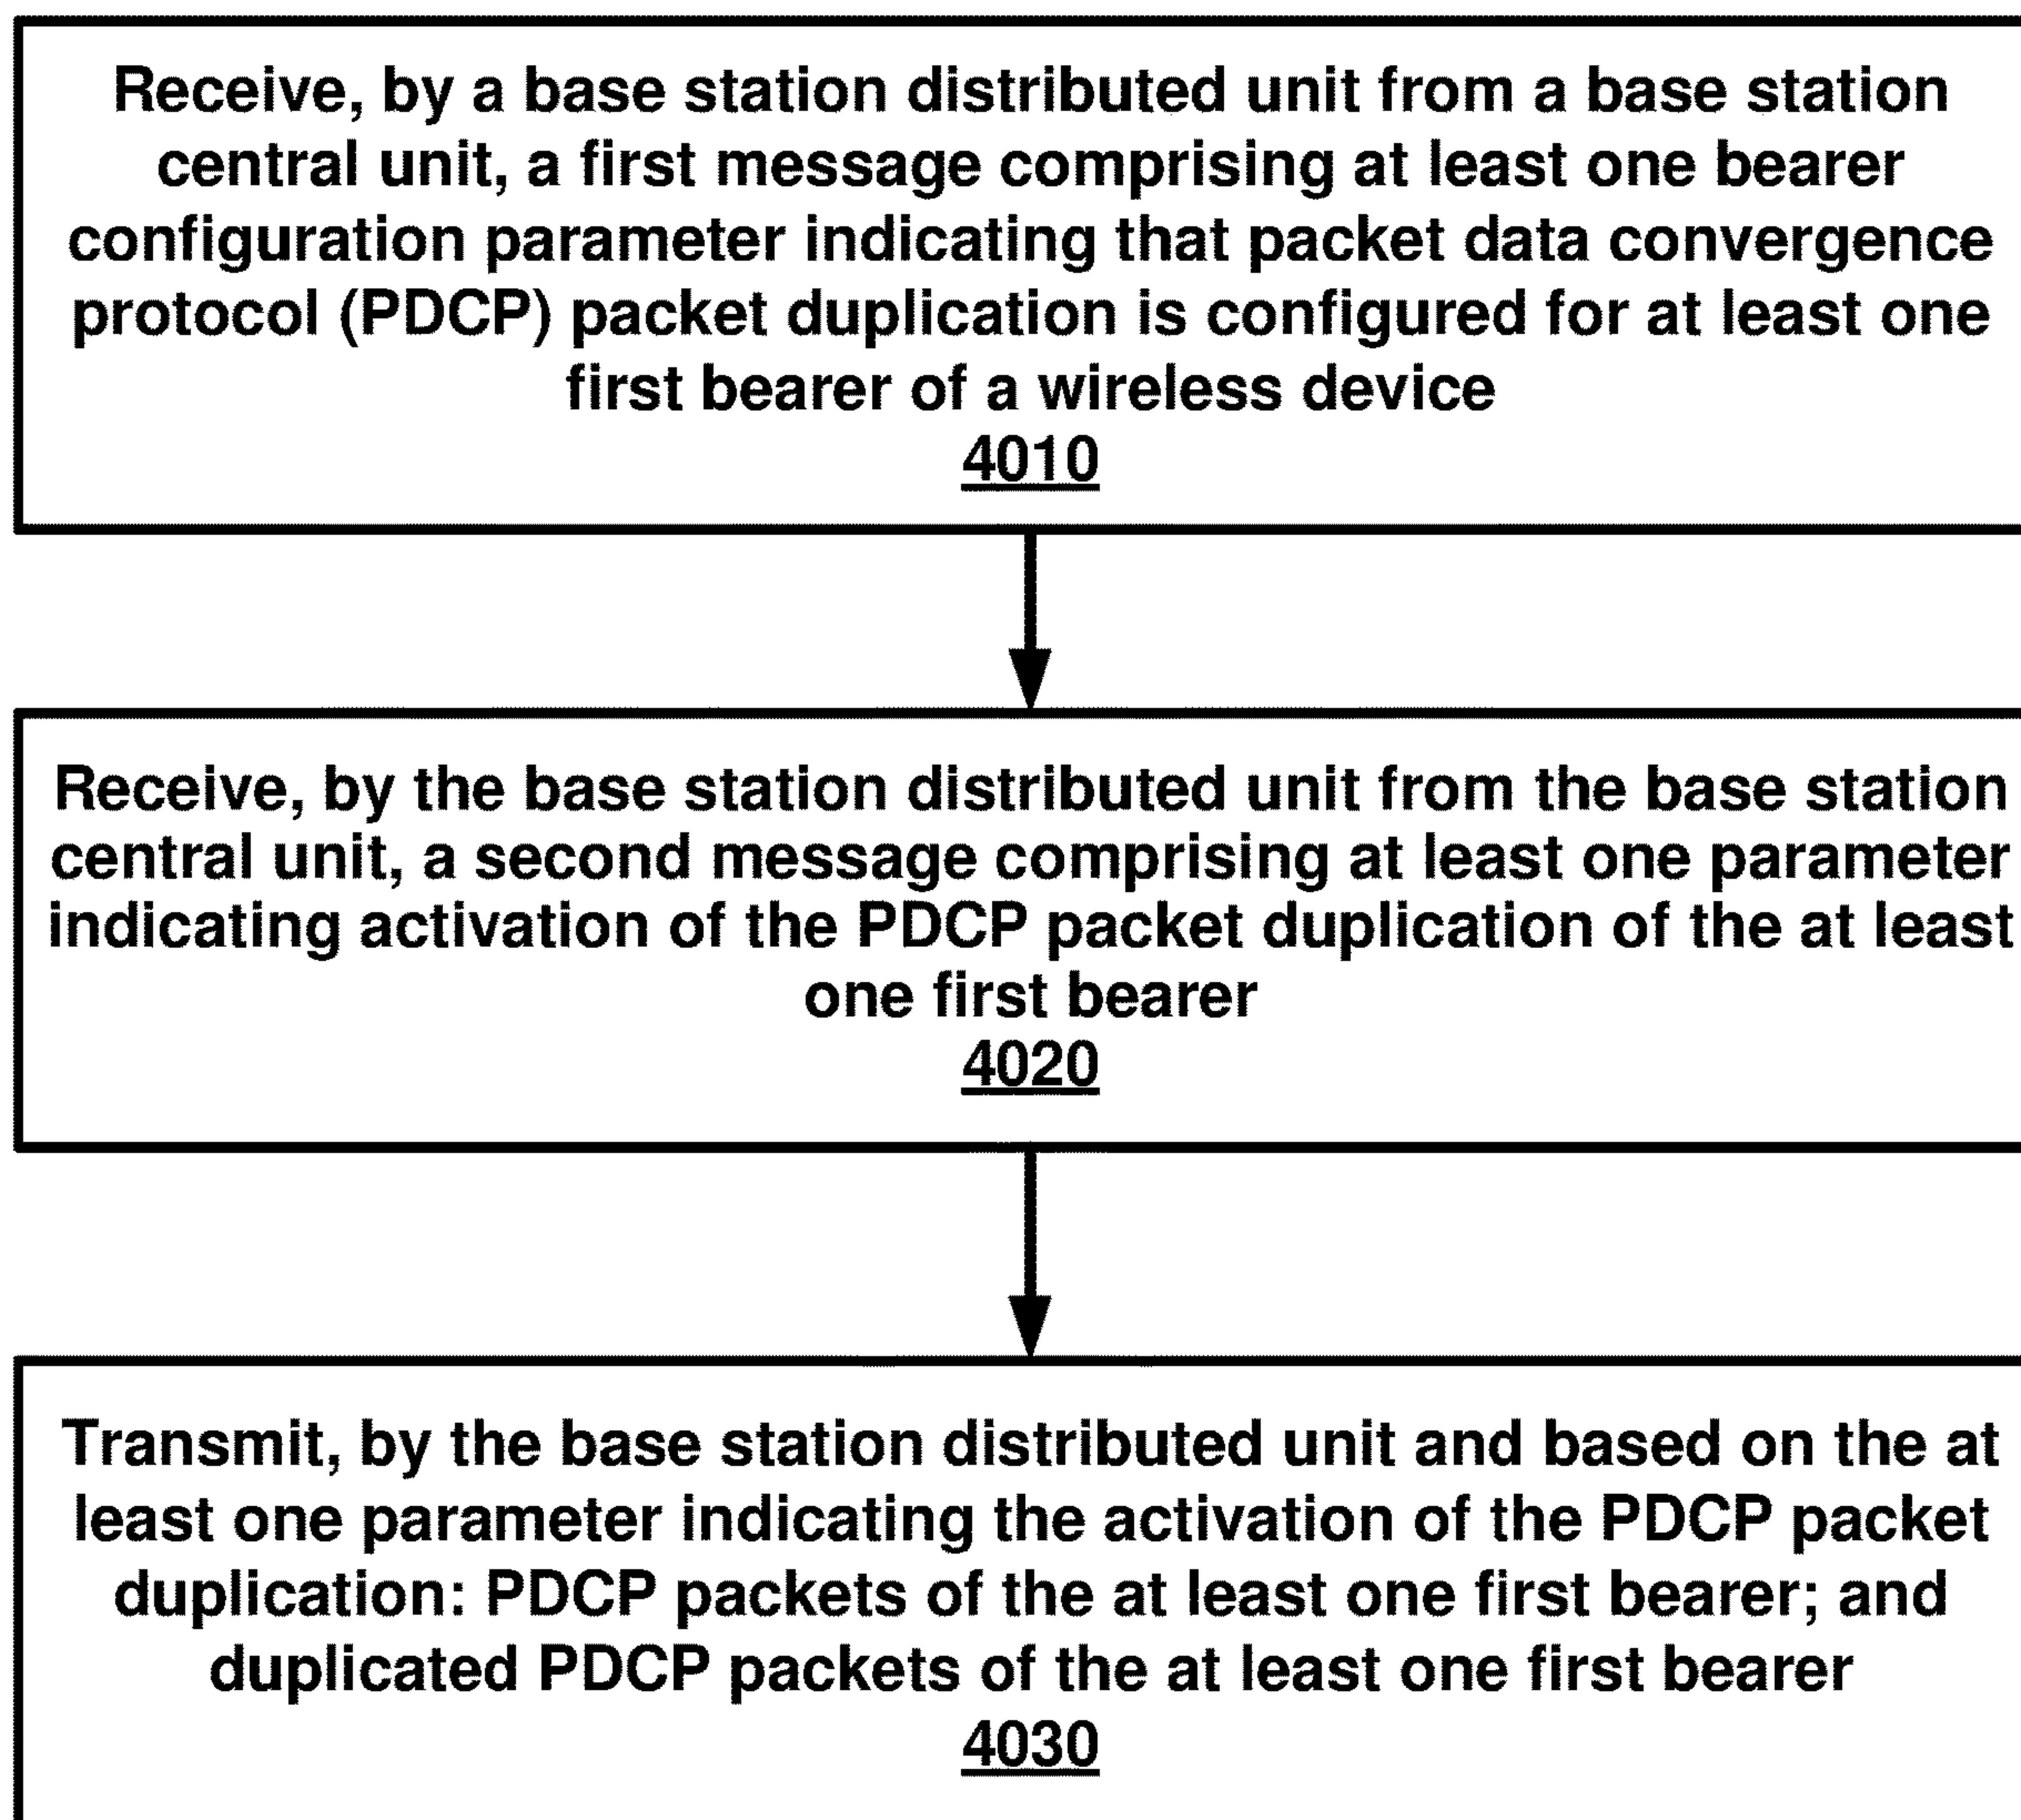 Receive, by a base station distributed unit from a base station
central unit, a first message comprising at least one bearer
configuration parameter indicating that packet data convergence
protocol (PDCP) packet duplication is configured for at least one
first bearer of a wireless device
4010
Receive, by the base station distributed unit from the base station
central unit, a second message comprising at least one parameter
indicating activation of the PDCP packet duplication of the at least
one first bearer
4020
Transmit, by the base station distributed unit and based on the at
least one parameter indicating the activation of the PDCP packet
duplication: PDCP packets of the at least one first bearer; and
duplicated PDCP packets of the at least one first bearer
4030